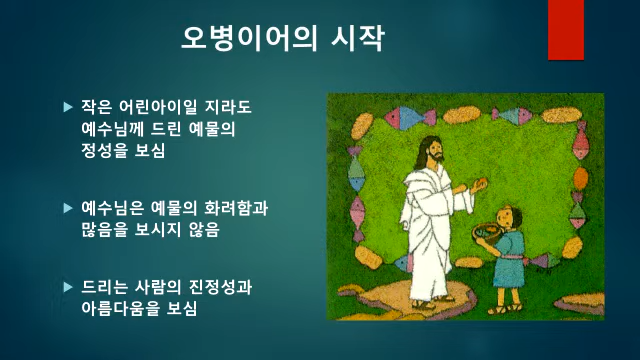 오병이어의 시작
작은 어린아이일 지라도
예수님께 드린 예물의
정성을 보심
예수님은 예물의 화려함과
많음을 보시지 않음
드리는 사람의 진정성과
아름다움을 보심